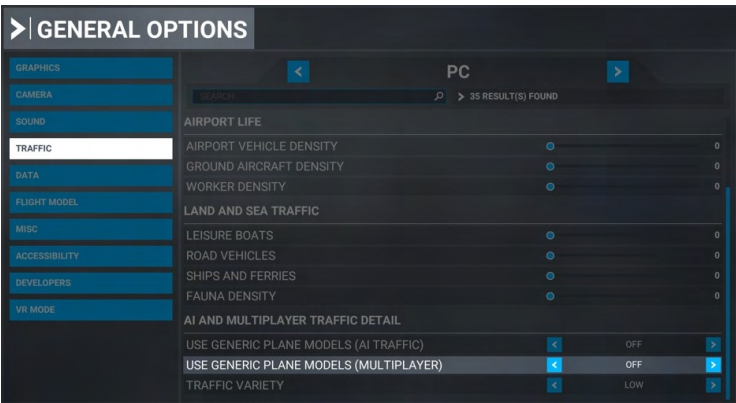 GENERAL OPTIONS
GRAPHICS
CAMERA
SOUND
TRAFFIC
DATA
FLIGHT MODEL
MISC
ACCESSIBILITY
DEVELOPERS
VR MODE
PC
SEARCH
35 RESULT(S) FOUND
AIRPORT LIFE
AIRPORT VEHICLE DENSITY 0
GROUND AIRCRAFT DENSITY 0
WORKER DENSITY 0
LAND AND SEA TRAFFIC
LEISURE BOATS 0
ROAD VEHICLES 0
SHIPS AND FERRIES 0
FAUNA DENSITY 0
AI AND MULTIPLAYER TRAFFIC DETAIL
USE GENERIC PLANE MODELS (AI TRAFFIC) OFF
USE GENERIC PLANE MODELS (MULTIPLAYER) OFF
TRAFFIC VARIETY LOW